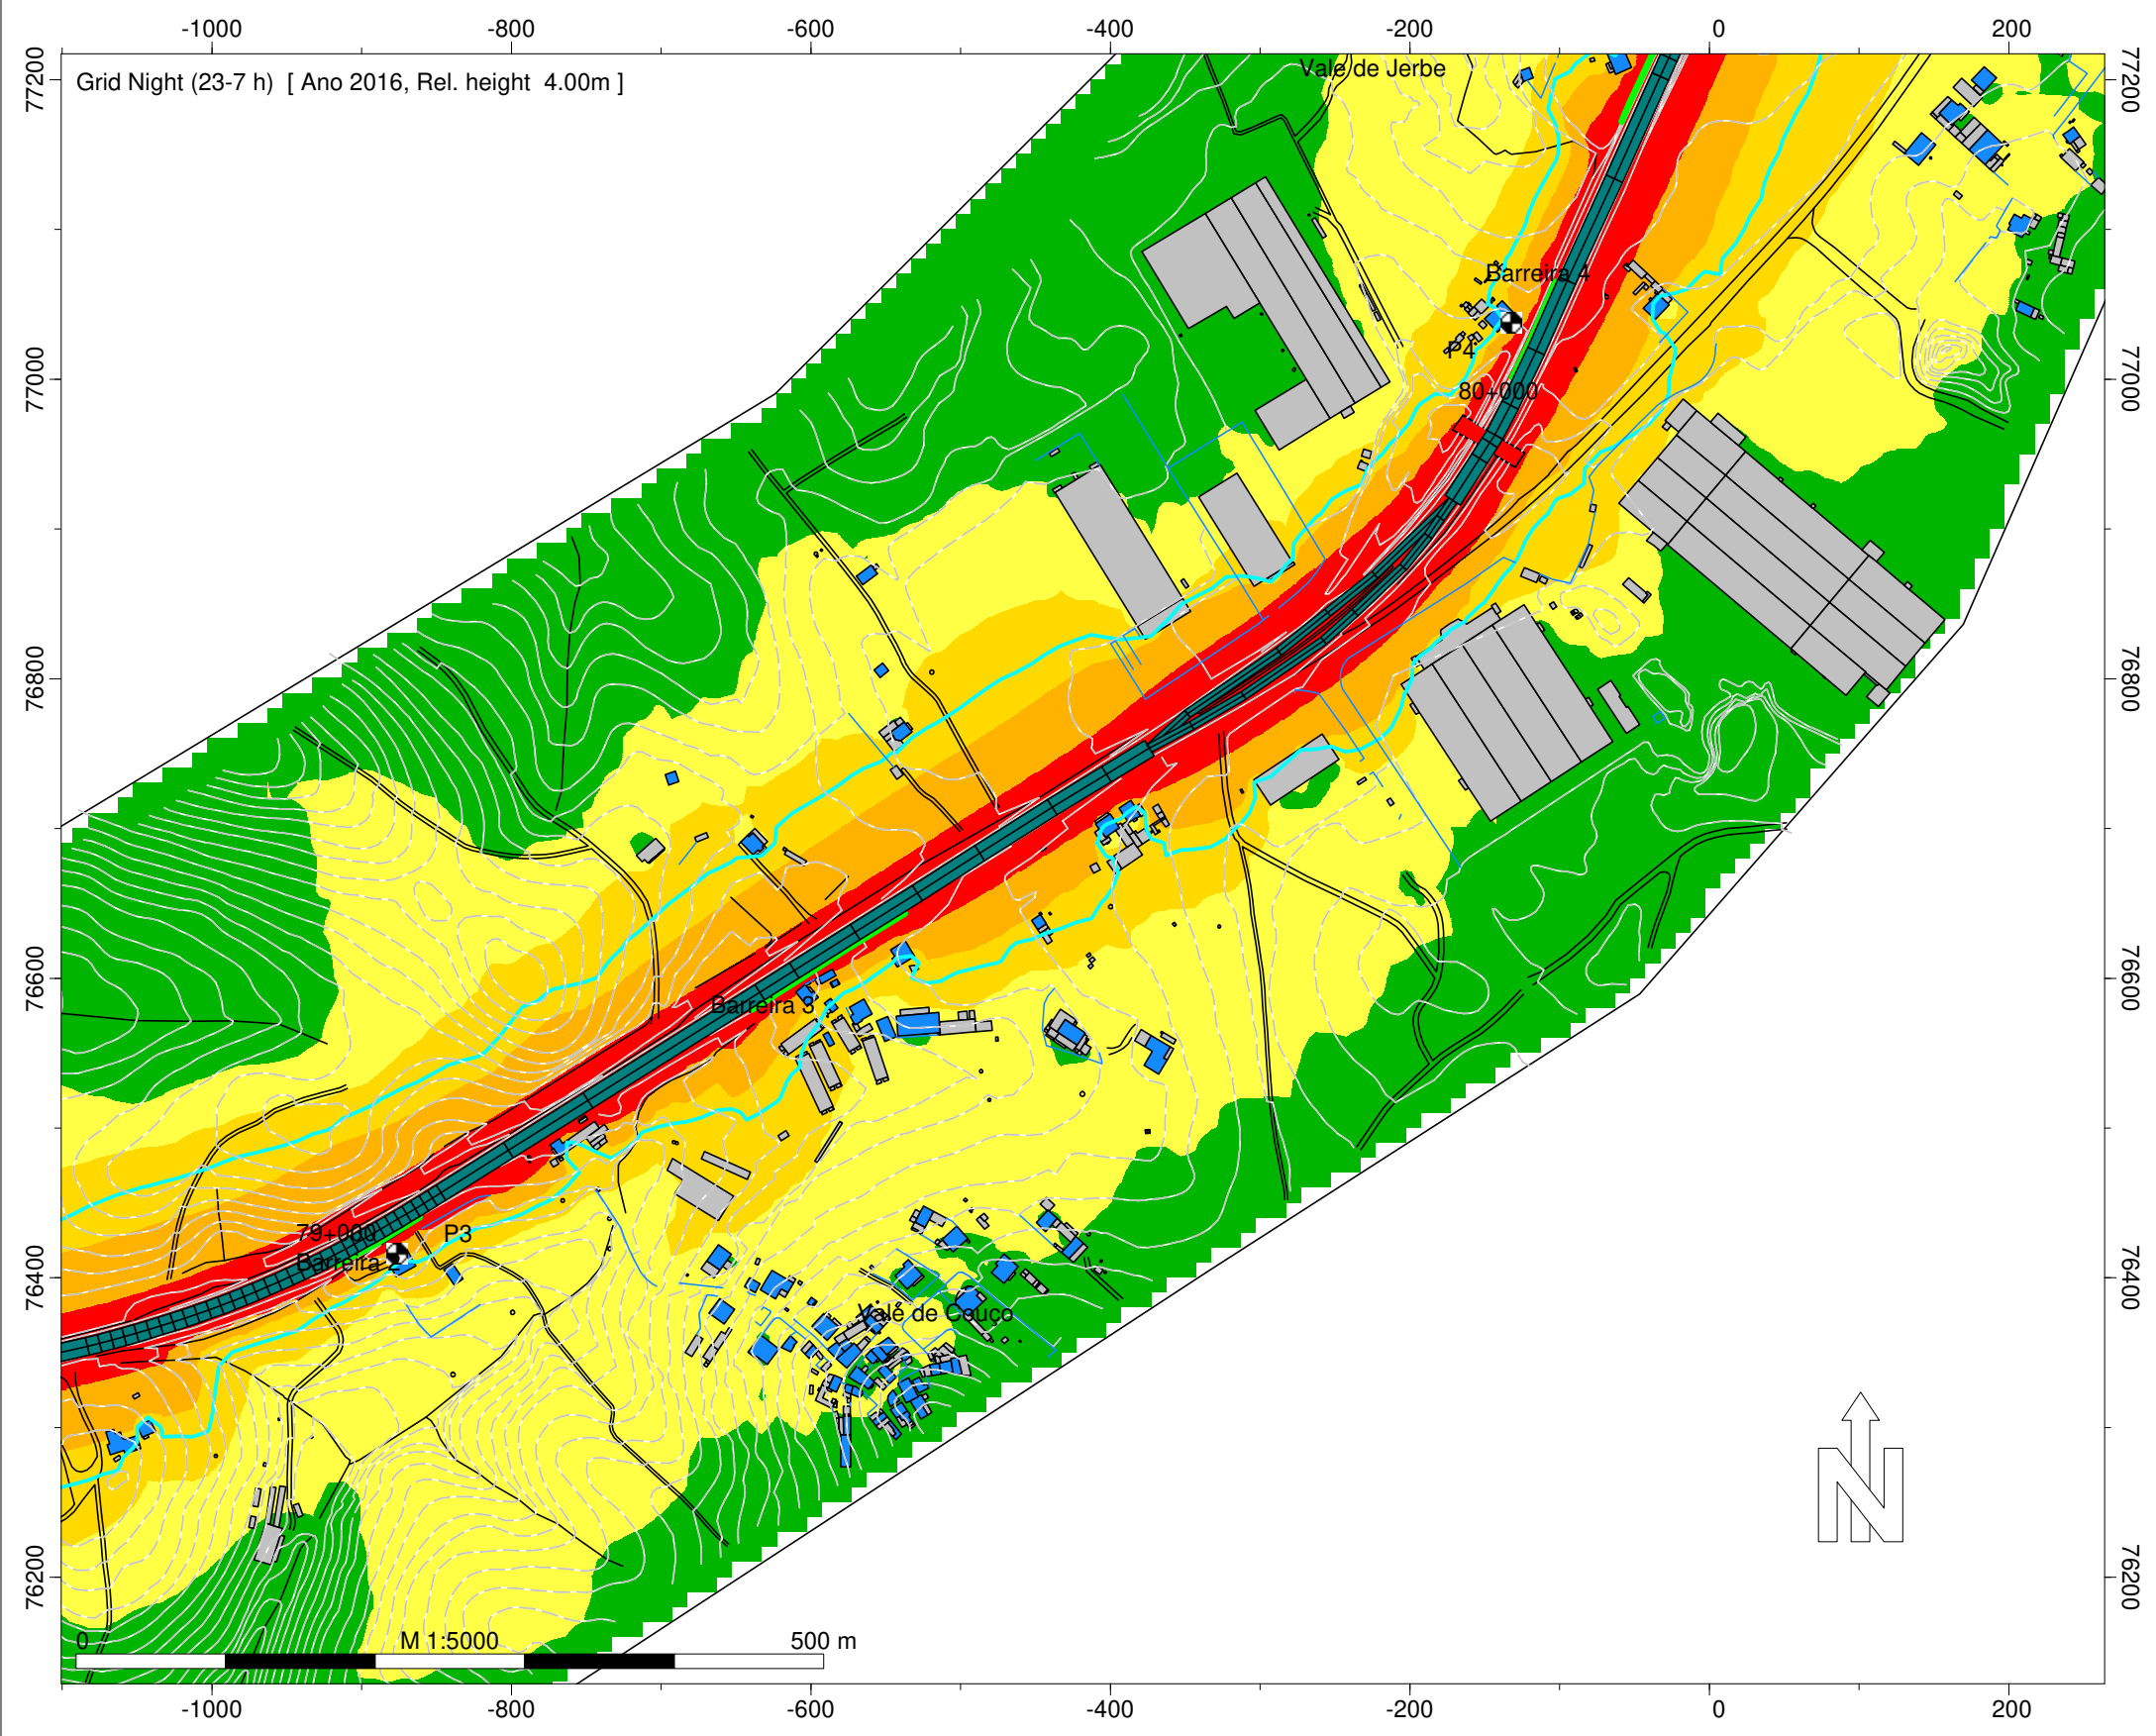 -1000 -800 -600 -400 -200 0 200
77200 77200
Grid Night (23-7 h) [ Ano 2016, Rel. height 4.00m ]
Vale de Jerbe
Barreira 4
P4
77000 77000
80+000
76800 76800
76600 76600
Barreira 3
79+000 P3
Barreira 2
76400 76400
Vale de Couço
N
76200 76200
0 M 1:5000 500 m
-1000 -800 -600 -400 -200 0 200